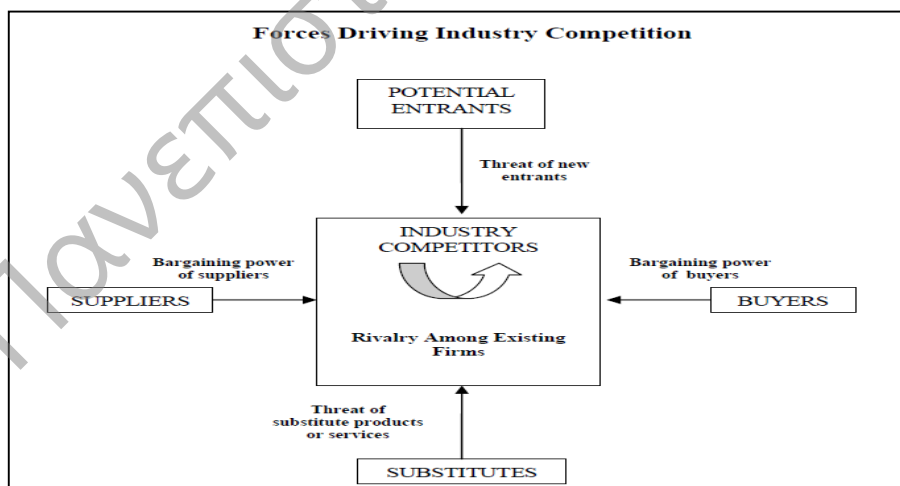 Forces Driving Industry Competition
POTENTIAL
ENTRANTS
Threat of new
entrants
INDUSTRY
COMPETITORS
Bargaining power
of suppliers
SUPPLIERS
Bargaining power
of buyers
BUYERS
Rivalry Among Existing
Firms
Threat of
substitute products
or services
SUBSTITUTES